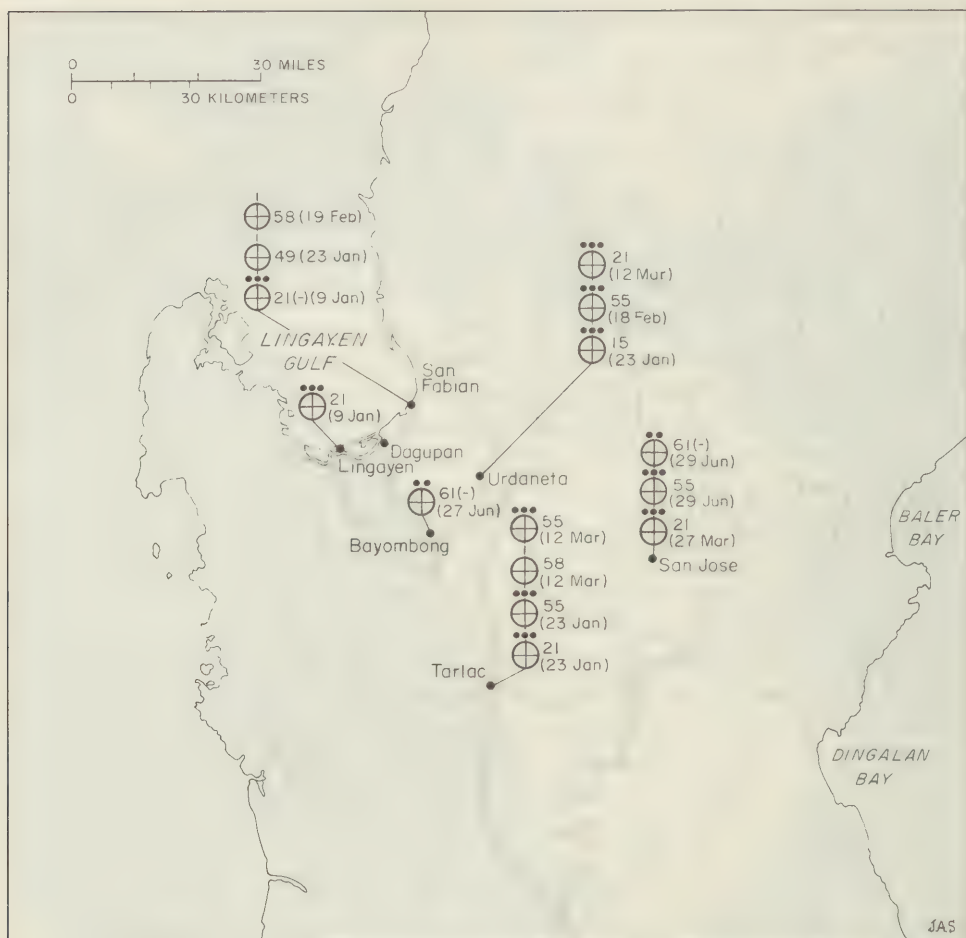 0 30 MILES
0 30 KILOMETERS
58 (19 Feb)
49 (23 Jan)
21(-)(9 Jan)
LINGAYEN
GULF
San
Fabian
21
(9 Jan)
Dagupan
Lingayen
21
(12 Mar)
55
(18 Feb)
15
(23 Jan)
Urdaneta
61(-)
(27 Jun)
Bayombong
61(-)
(29 Jun)
55
(29 Jun)
21
(27 Mar)
San Jose
55
(12 Mar)
58
(12 Mar)
55
(23 Jan)
21
(23 Jan)
Tarlac
BALER
BAY
DINGALAN
BAY
JAS